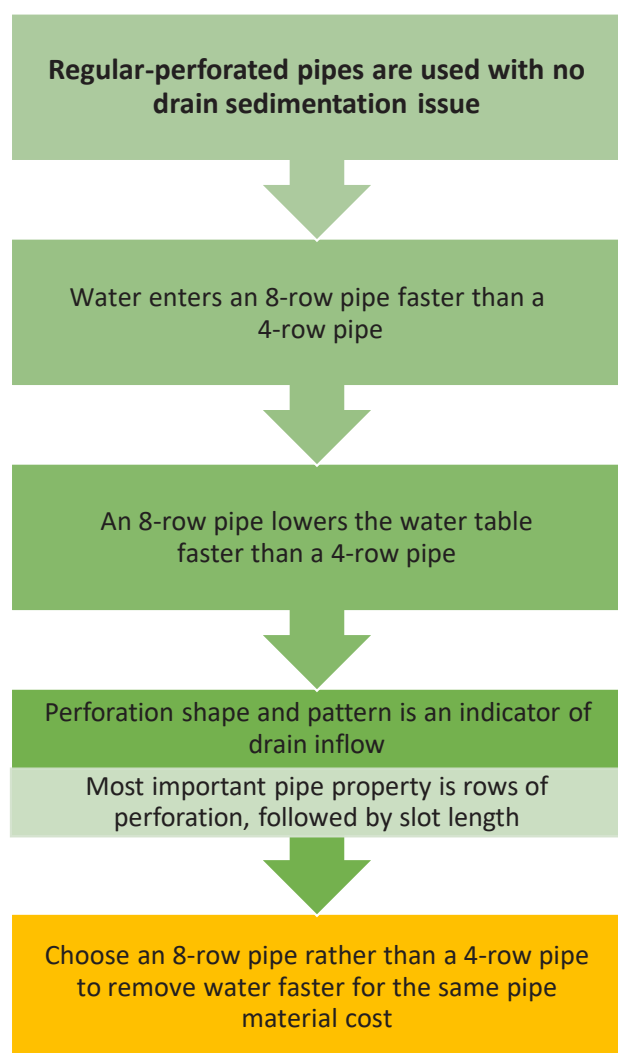 Regular-perforated pipes are used with no
drain sedimentation issue
Water enters an 8-row pipe faster than a
4-row pipe
An 8-row pipe lowers the water table
faster than a 4-row pipe
Perforation shape and pattern is an indicator of
drain inflow
Most important pipe property is rows of
perforation, followed by slot length
Choose an 8-row pipe rather than a 4-row pipe
to remove water faster for the same pipe
material cost